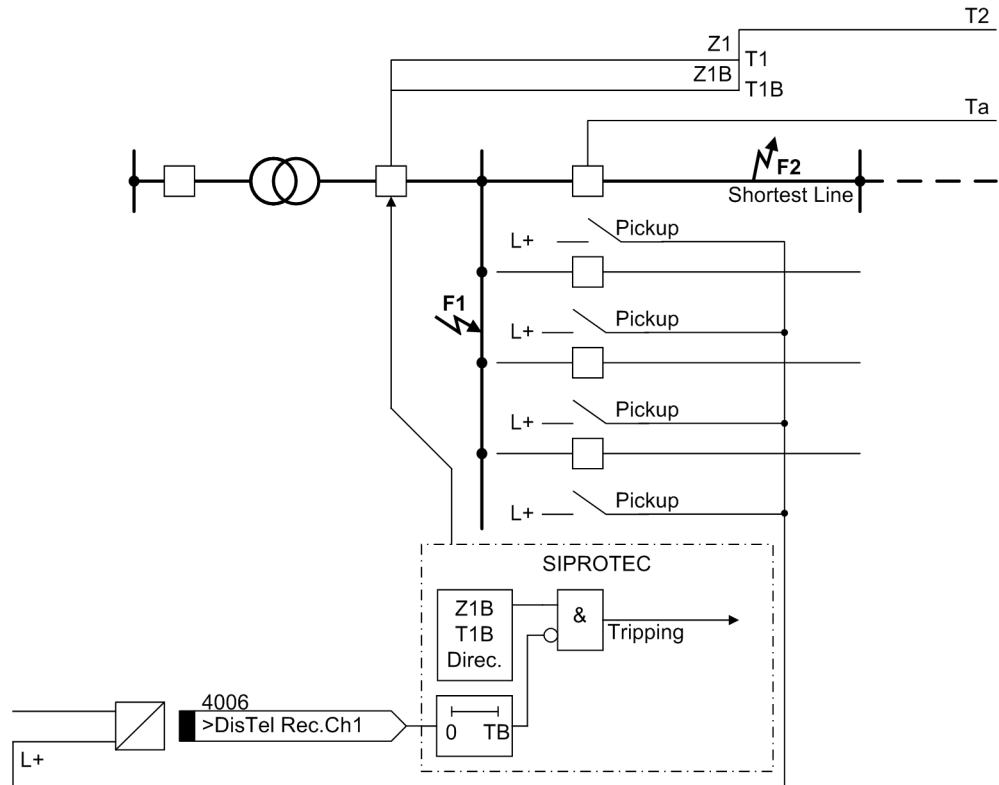 T2
Z1
T1
Z1B
T1B
Ta
F2
Shortest Line
Pickup
L+
F1
Pickup
L+
Pickup
L+
Pickup
L+
SIPROTEC
Z1B
T1B
Direc.
&
Tripping
4006
>DisTel Rec.Ch1
0 TB
L+